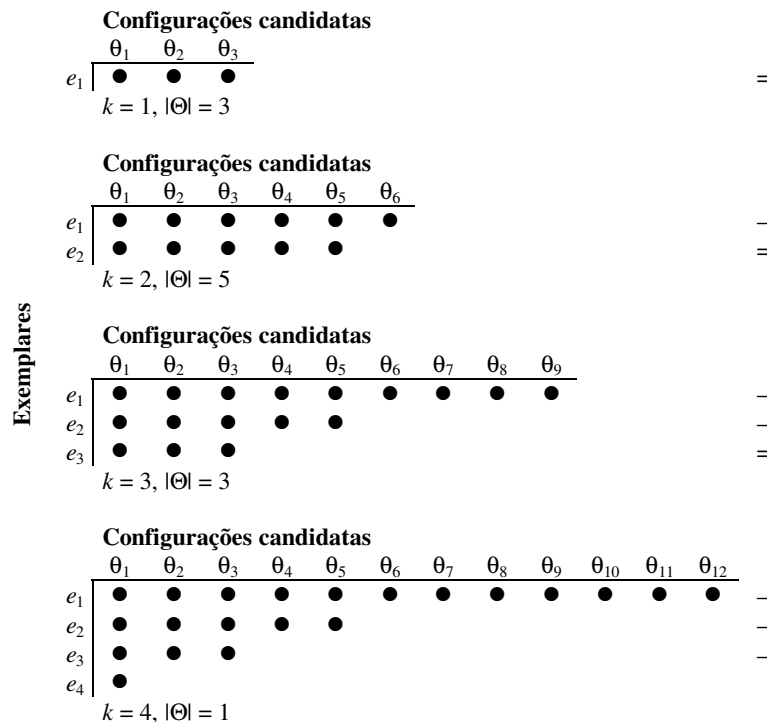 Configurações candidatas
θ1 θ2 θ3
e1 =
k = 1, |Θ| = 3
Configurações candidatas
θ1 θ2 θ3 θ4 θ5 θ6
e1 –
e2 =
k = 2, |Θ| = 5
Exemplares
Configurações candidatas
θ1 θ2 θ3 θ4 θ5 θ6 θ7 θ8 θ9
e1 –
e2 –
e3 =
k = 3, |Θ| = 3
Configurações candidatas
θ1 θ2 θ3 θ4 θ5 θ6 θ7 θ8 θ9 θ10 θ11 θ12
e1 –
e2 –
e3 –
e4
k = 4, |Θ| = 1